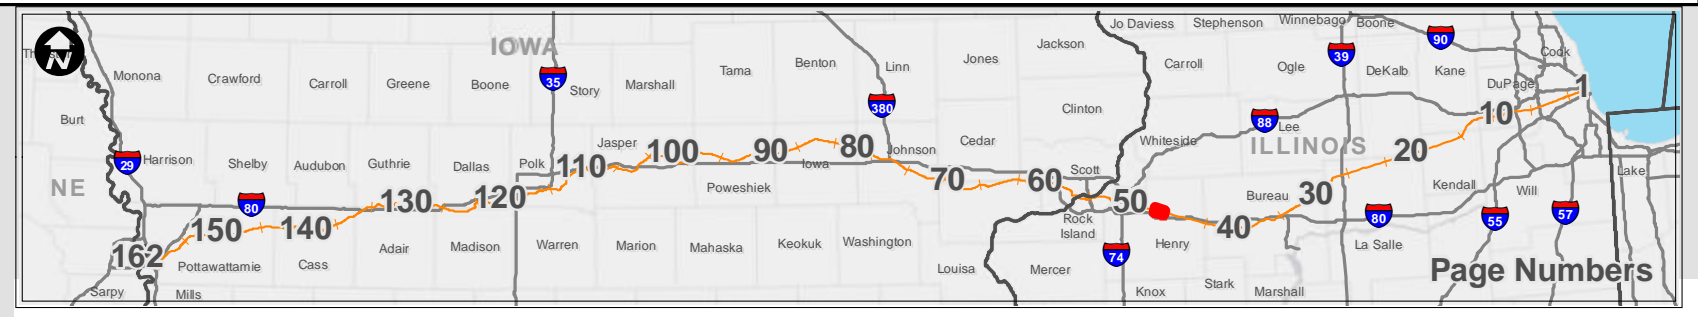 Jo Daviess Stephenson Winnebago Boone
N
Th
IOWA
Jackson
90
39
Cook
Monona Crawford Carroll Greene Boone 35 Story Marshall Tama Benton Linn Jones Carroll Ogle DeKalb Kane
DuPage 1
380
Burt
Clinton
10
88 Lee
Whiteside
ILLINOIS
Jasper Cedar
110 100 90 80 Johnson
20
29 Harrison Shelby Audubon Guthrie Dallas Polk Iowa Scott
Lake
NE
Poweshiek
70 60
Kendall Will
80
130 120
50
Bureau 30
Rock
Island
150 140
40
80 55 57
162
Adair Madison Warren Marion Mahaska Keokuk Washington
Henry
La Salle
74
Pottawattamie Cass
Louisa Mercer
Page Numbers
Sarpy Mills
Knox Stark Marshall